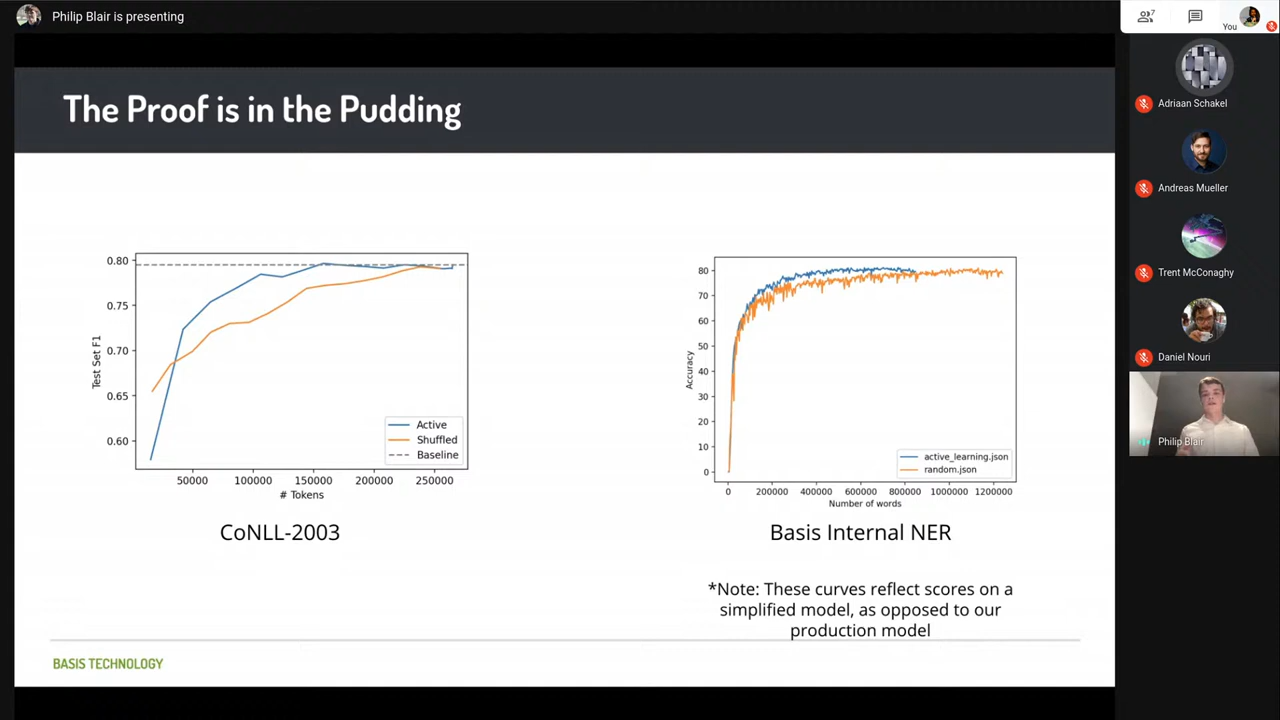 Philip Blair is presenting
7
You
The Proof is in the Pudding
Adriaan Schakel
Andreas Mueller
Trent McConaghy
Daniel Nouri
Philip Blair
0.80
0.75
0.70
0.65
0.60
Test Set F1
50000 100000 150000 200000 250000
# Tokens
Active
Shuffled
Baseline
CoNLL-2003
80
70
60
50
40
30
20
10
0
Accuracy
0 200000 400000 600000 800000 1000000 1200000
Number of words
active_learning.json
random.json
Basis Internal NER
*Note: These curves reflect scores on a
simplified model, as opposed to our
production model
BASIS TECHNOLOGY